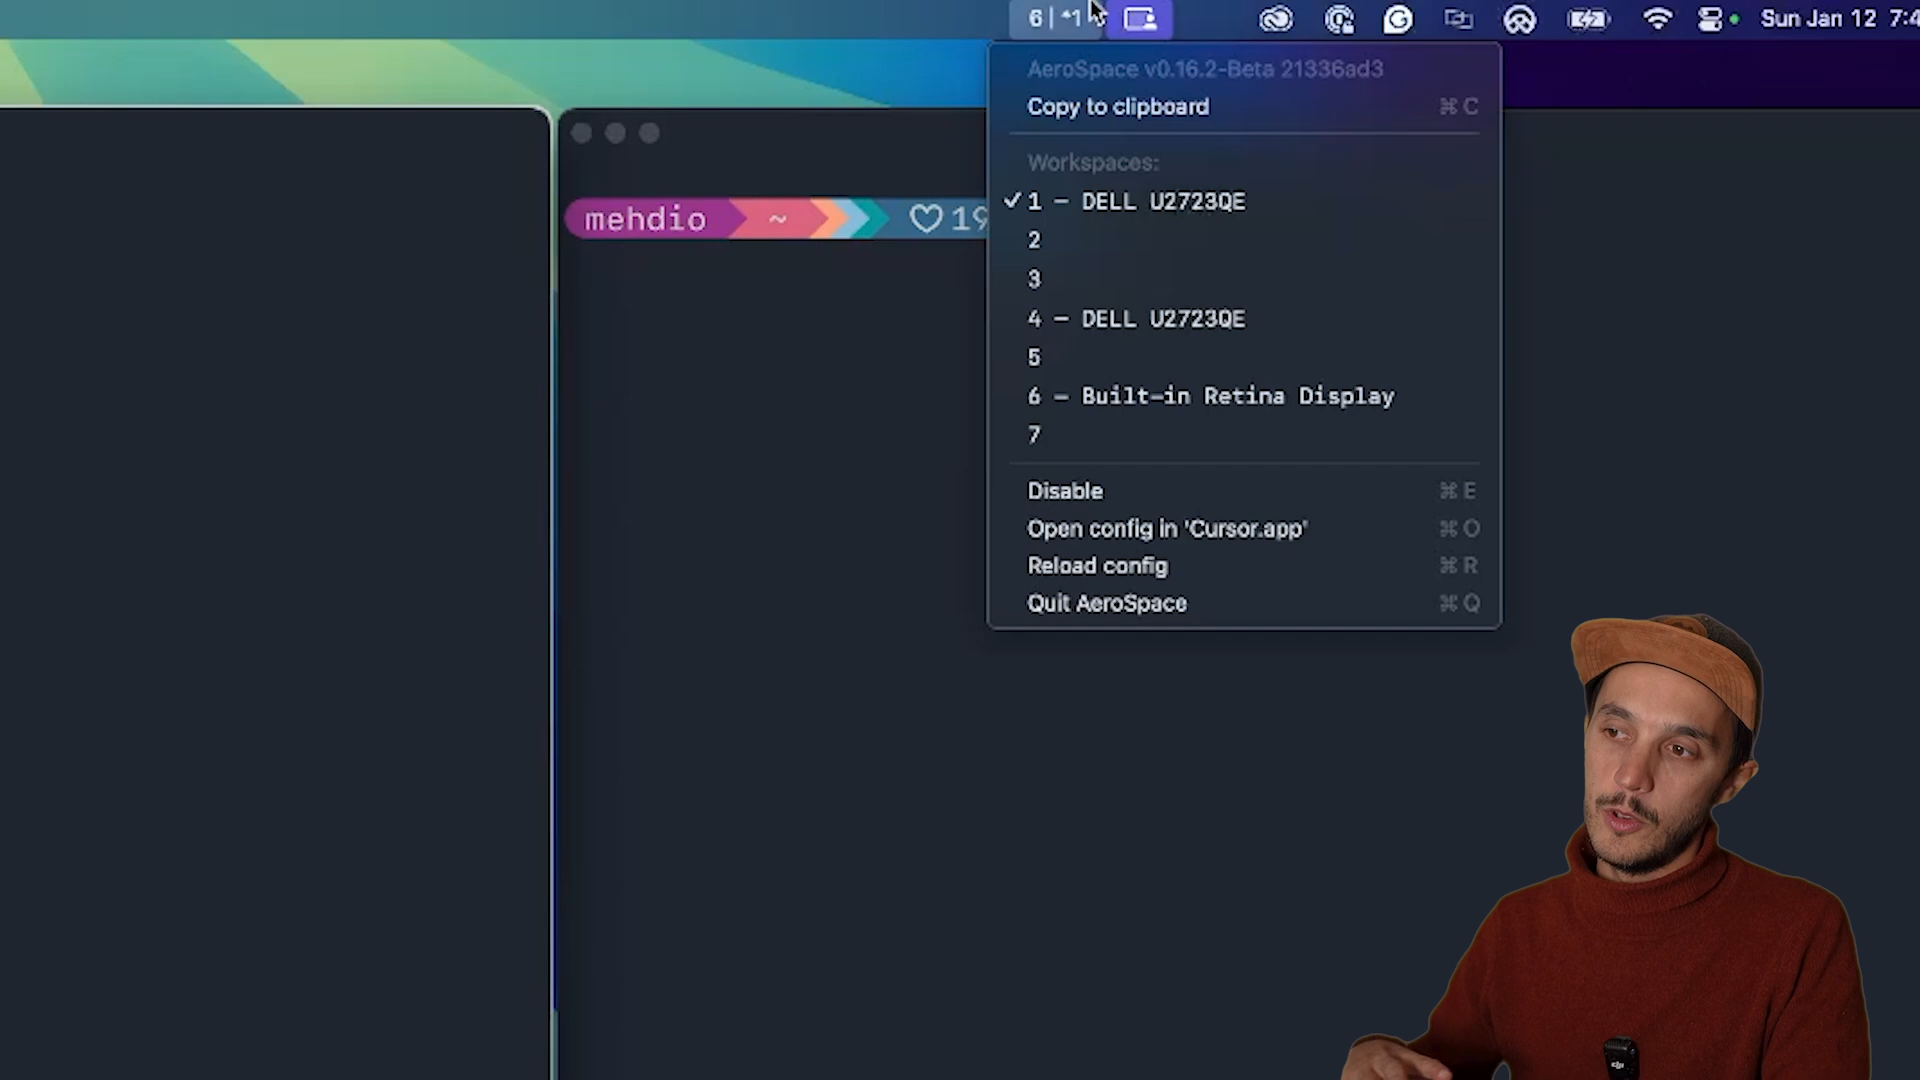 6 | *1
Sun Jan 12 7:4
AeroSpace v0.16.2-Beta 21336ad3
Copy to clipboard ⌘ C
Workspaces:
✓ 1 – DELL U2723QE
2
3
4 – DELL U2723QE
5
6 – Built-in Retina Display
7
Disable ⌘ E
Open config in 'Cursor.app' ⌘ O
Reload config ⌘ R
Quit AeroSpace ⌘ Q
mehdio ~ ♡ 19
dji